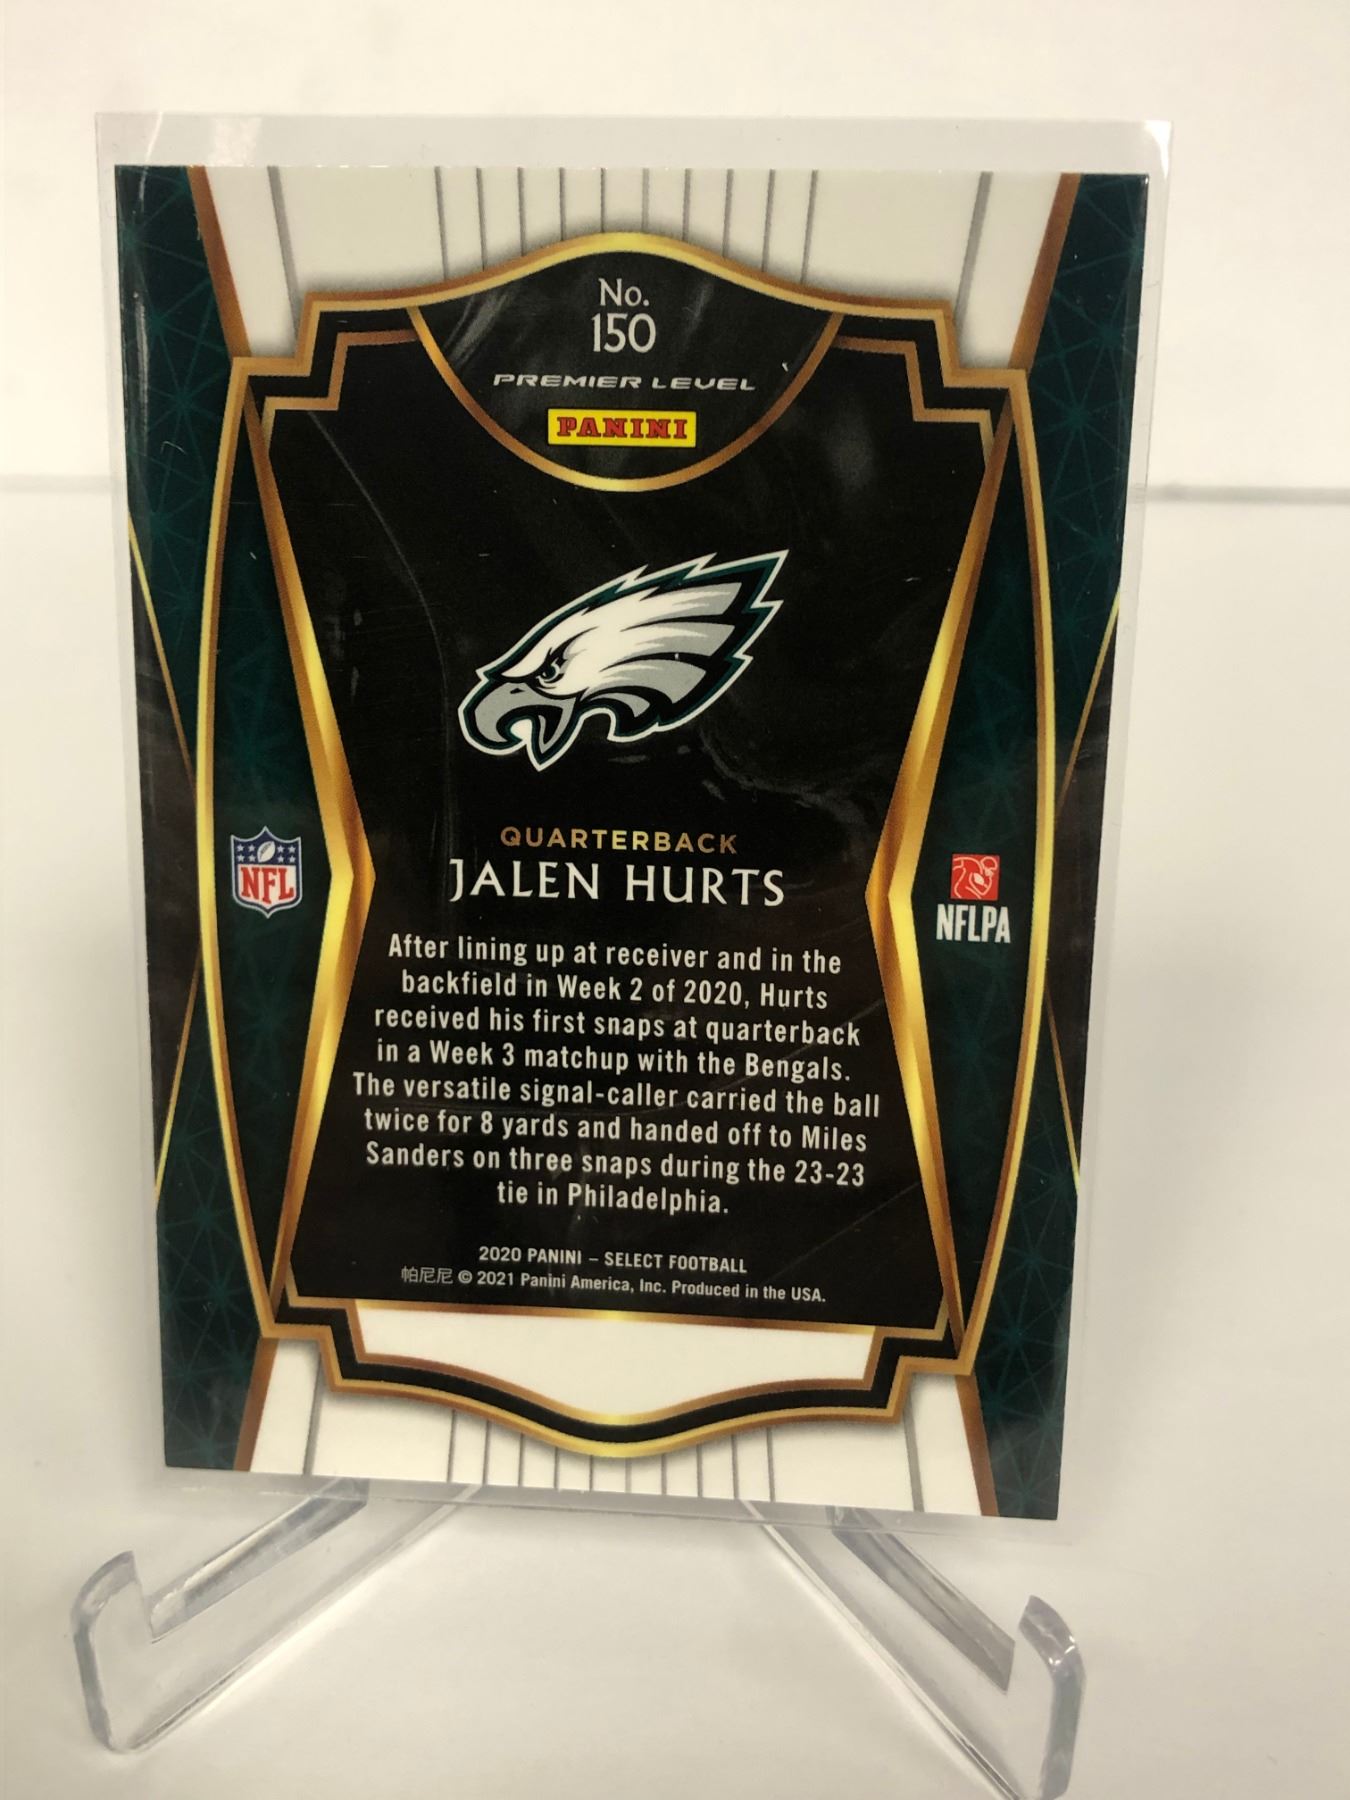 No.
150
PREMIER LEVEL
PANINI
QUARTERBACK
JALEN HURTS
NFL
NFLPA
After lining up at receiver and in the
backfield in Week 2 of 2020, Hurts
received his first snaps at quarterback
in a Week 3 matchup with the Bengals.
The versatile signal-caller carried the ball
twice for 8 yards and handed off to Miles
Sanders on three snaps during the 23-23
tie in Philadelphia.
2020 PANINI – SELECT FOOTBALL
帕尼尼 © 2021 Panini America, Inc. Produced in the USA.